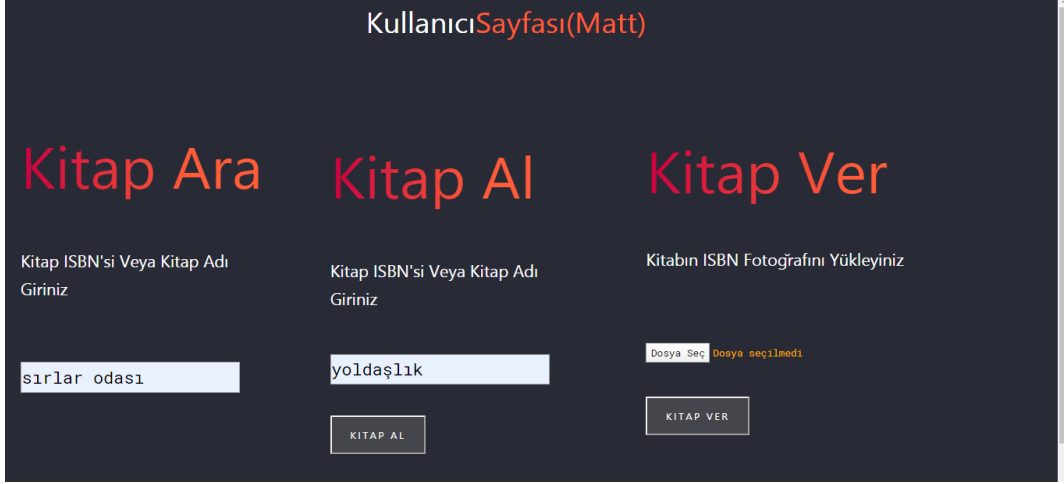 KullanıcıSayfası(Matt)
Kitap Ara
Kitap ISBN'si Veya Kitap Adı
Giriniz
sırlar odası
Kitap Al
Kitap ISBN'si Veya Kitap Adı
Giriniz
yoldaşlık
KITAP AL
Kitap Ver
Kitabın ISBN Fotoğrafını Yükleyiniz
Dosya Seç Dosya seçilmedi
KITAP VER